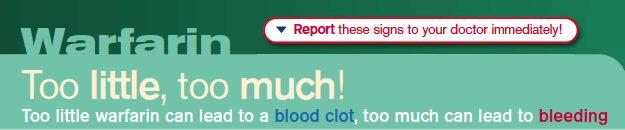 Warfarin
Report these signs to your doctor immediately!
Too little, too much!
Too little warfarin can lead to a blood clot, too much can lead to bleeding